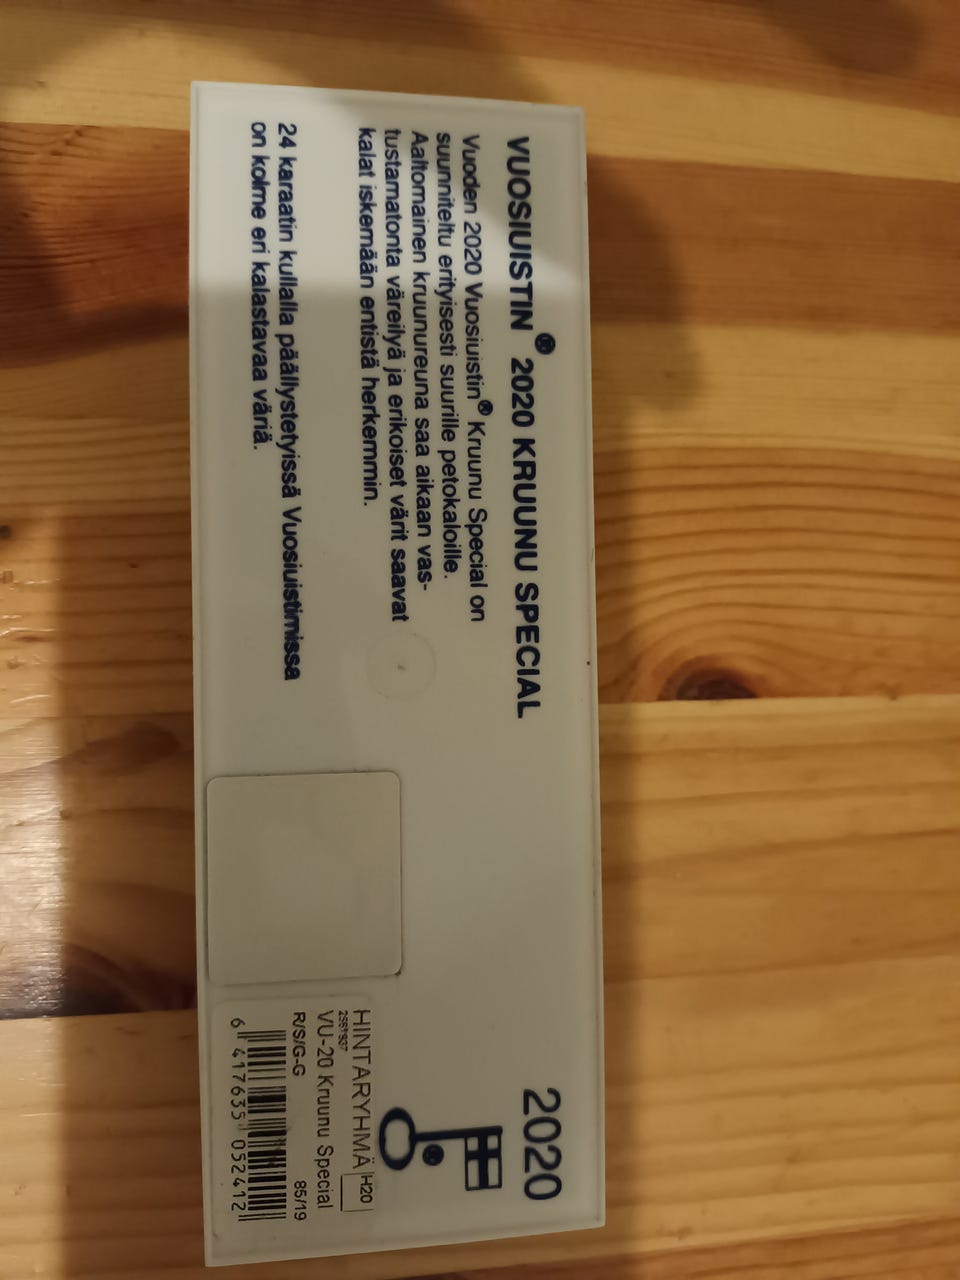 VUOSIUISTIN® 2020 KRUUNU SPECIAL
Vuoden 2020 Vuosiuistin® Kruunu Special on
suunniteltu erityisesti suurille petokaloille.
Aaltomainen kruunureuna saa aikaan vas-
tustamatonta väreilyä ja erikoiset värit saavat
kalat iskemään entistä herkemmin.
24 karaatin kullalla päällystetyissä Vuosiuistimissa
on kolme eri kalastavaa väriä.
2020
®
HINTARYHMÄ H20
VU-20 Kruunu Special
R/S/G-G 85/19
6 417635 052412